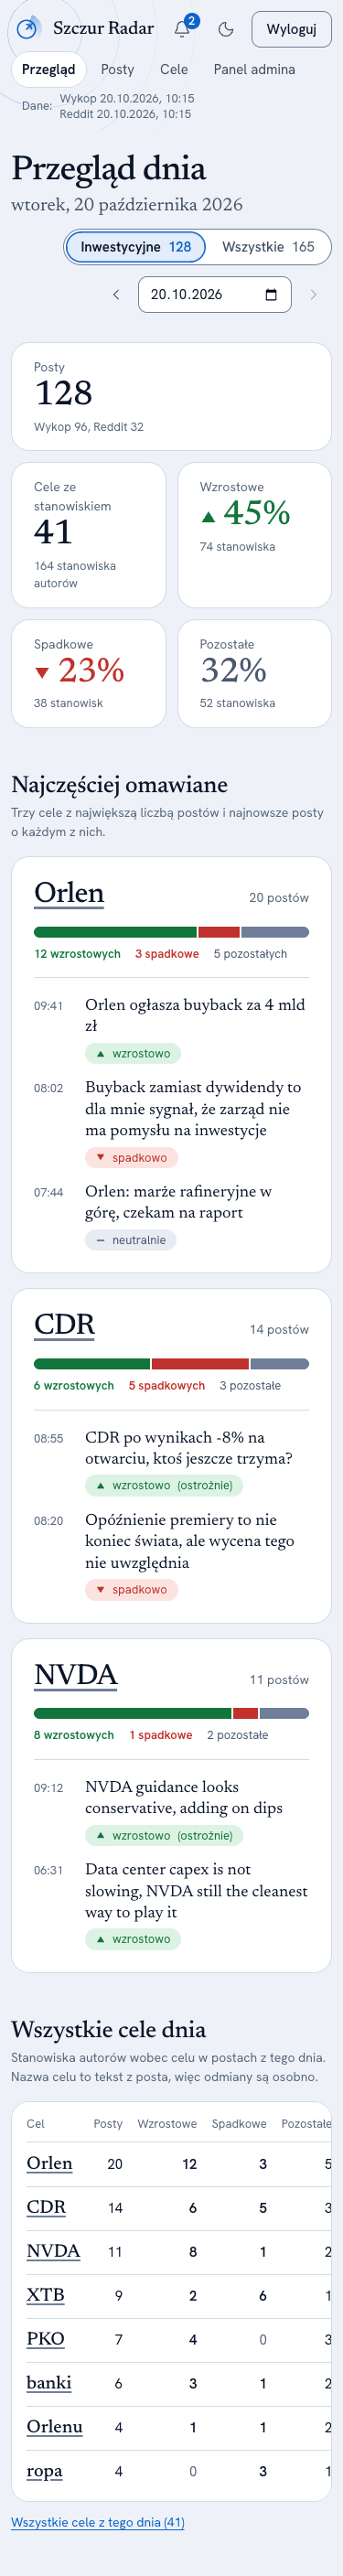 Szczur Radar
2
Wyloguj
Przegląd Posty Cele Panel admina
Dane: Wykop 20.10.2026, 10:15
Reddit 20.10.2026, 10:15
Przegląd dnia
wtorek, 20 października 2026
Inwestycyjne 128 Wszystkie 165
20.10.2026
Posty
128
Wykop 96, Reddit 32
Cele ze
stanowiskiem
41
164 stanowiska
autorów
Wzrostowe
45%
74 stanowiska
Spadkowe
23%
38 stanowisk
Pozostałe
32%
52 stanowiska
Najczęściej omawiane
Trzy cele z największą liczbą postów i najnowsze posty
o każdym z nich.
Orlen 20 postów
12 wzrostowych 3 spadkowe 5 pozostałych
09:41 Orlen ogłasza buyback za 4 mld
zł
wzrostowo
08:02 Buyback zamiast dywidendy to
dla mnie sygnał, że zarząd nie
ma pomysłu na inwestycje
spadkowo
07:44 Orlen: marże rafineryjne w
górę, czekam na raport
neutralnie
CDR 14 postów
6 wzrostowych 5 spadkowych 3 pozostałe
08:55 CDR po wynikach -8% na
otwarciu, ktoś jeszcze trzyma?
wzrostowo (ostrożnie)
08:20 Opóźnienie premiery to nie
koniec świata, ale wycena tego
nie uwzględnia
spadkowo
NVDA 11 postów
8 wzrostowych 1 spadkowe 2 pozostałe
09:12 NVDA guidance looks
conservative, adding on dips
wzrostowo (ostrożnie)
06:31 Data center capex is not
slowing, NVDA still the cleanest
way to play it
wzrostowo
Wszystkie cele dnia
Stanowiska autorów wobec celu w postach z tego dnia.
Nazwa celu to tekst z posta, więc odmiany są osobno.
Cel Posty Wzrostowe Spadkowe Pozostałe
Orlen 20 12 3 5
CDR 14 6 5 3
NVDA 11 8 1 2
XTB 9 2 6 1
PKO 7 4 0 3
banki 6 3 1 2
Orlenu 4 1 1 2
ropa 4 0 3 1
Wszystkie cele z tego dnia (41)